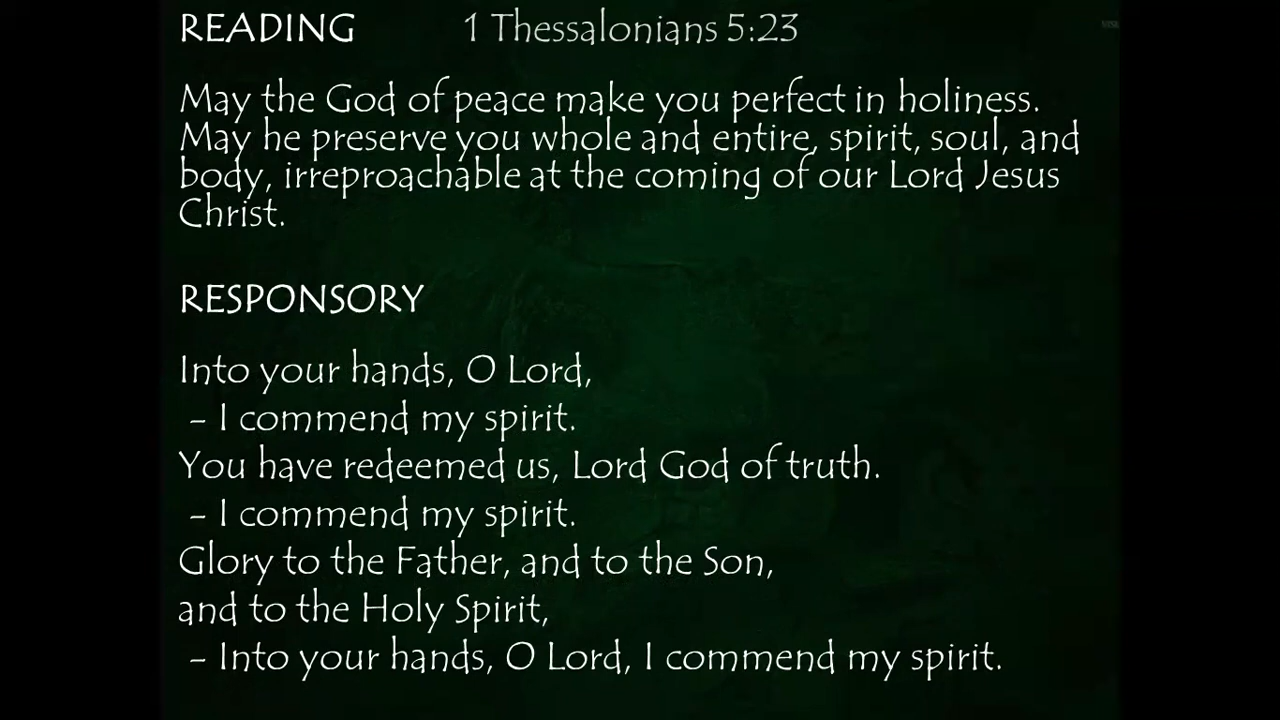 READING 1 Thessalonians 5:23
May the God of peace make you perfect in holiness.
May he preserve you whole and entire, spirit, soul, and
body, irreproachable at the coming of our Lord Jesus
Christ.
RESPONSORY
Into your hands, O Lord,
– I commend my spirit.
You have redeemed us, Lord God of truth.
– I commend my spirit.
Glory to the Father, and to the Son,
and to the Holy Spirit,
– Into your hands, O Lord, I commend my spirit.